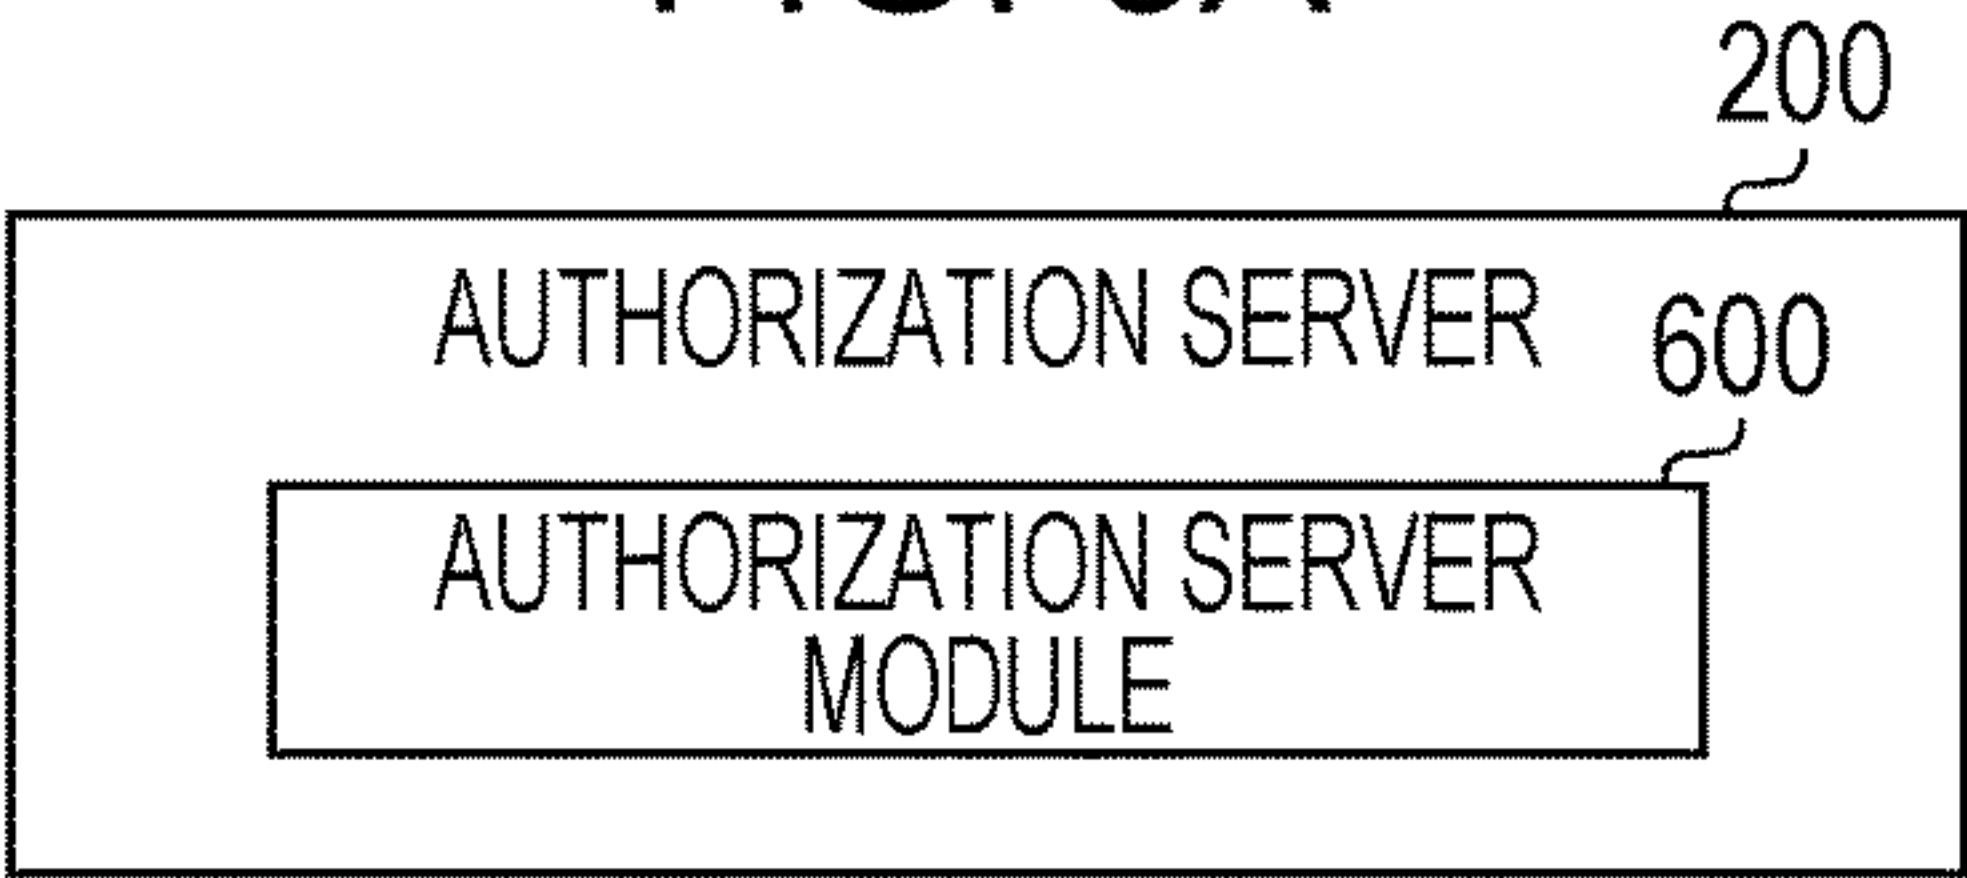 200
AUTHORIZATION SERVER
600
AUTHORIZATION SERVER
MODULE